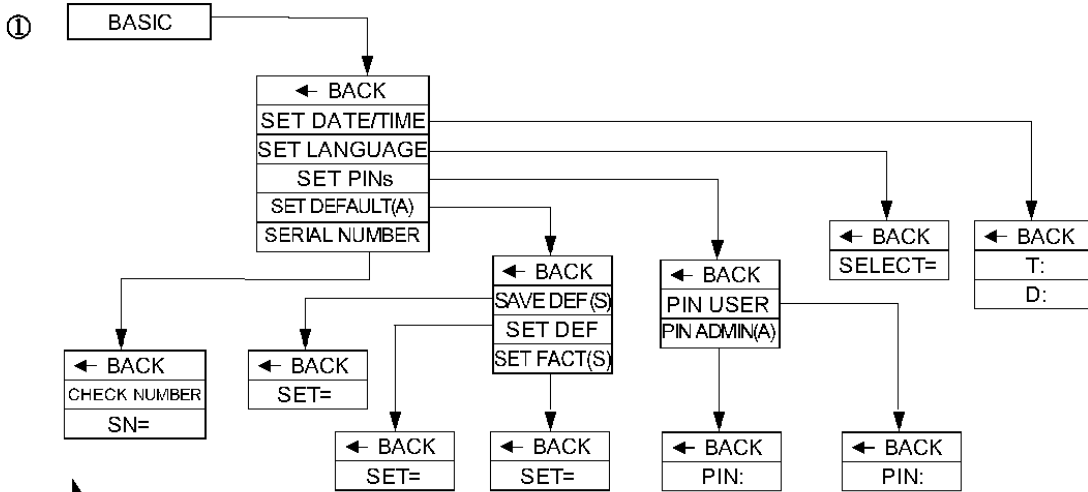 ①
BASIC
← BACK
SET DATE/TIME
SET LANGUAGE
SET PINs
SET DEFAULT(A)
SERIAL NUMBER
← BACK
SELECT=
← BACK
T:
D:
← BACK
SAVE DEF(S)
SET DEF
SET FACT(S)
← BACK
PIN USER
PIN ADMIN(A)
← BACK
CHECK NUMBER
SN=
← BACK
SET=
← BACK
SET=
← BACK
SET=
← BACK
PIN:
← BACK
PIN: